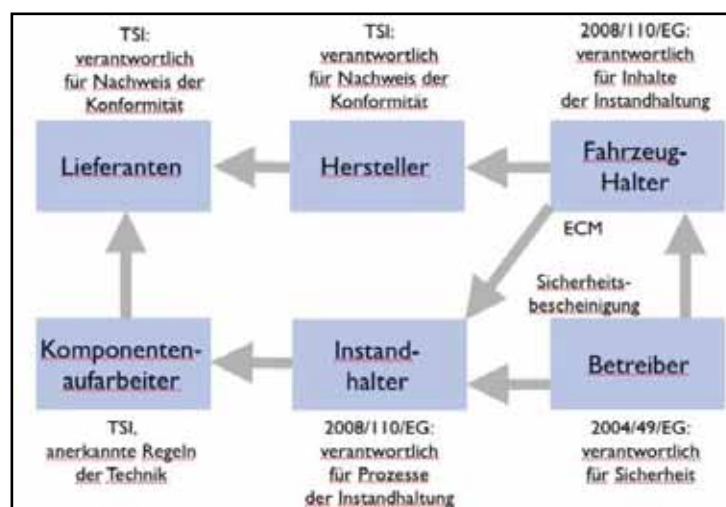 TSI:
verantwortlich
für Nachweis der
Konformität
TSI:
verantwortlich
für Nachweis der
Konformität
2008/110/EG:
verantwortlich
für Inhalte
der Instandhaltung
Lieferanten
Hersteller
Fahrzeug-
Halter
ECM
Sicherheits-
bescheinigung
Komponenten-
aufarbeiter
Instand-
halter
Betreiber
TSI,
anerkannte Regeln
der Technik
2008/110/EG:
verantwortlich
für Prozesse
der Instandhaltung
2004/49/EG:
verantwortlich
für Sicherheit